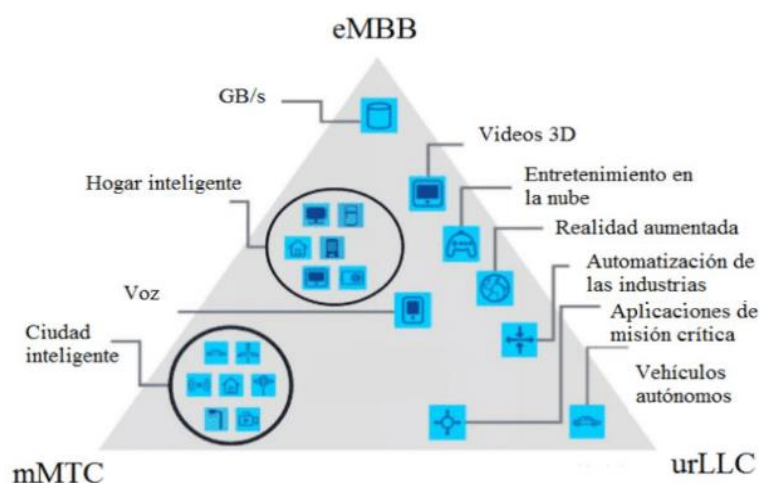 eMBB
GB/s
Videos 3D
Hogar inteligente
Entretenimiento en
la nube
Realidad aumentada
Automatización de
las industrias
Voz
Aplicaciones de
misión crítica
Ciudad
inteligente
Vehículos
autónomos
mMTC
urLLC